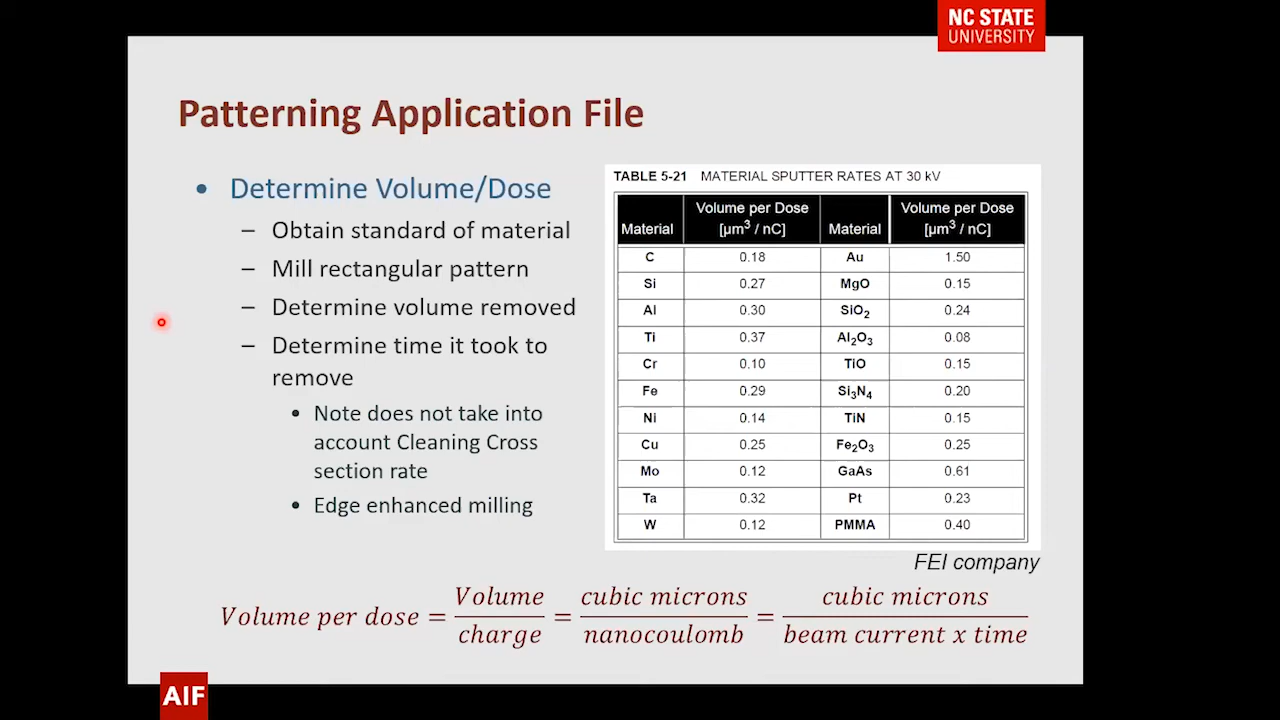 NC STATE
UNIVERSITY
Patterning Application File
• Determine Volume/Dose
– Obtain standard of material
– Mill rectangular pattern
– Determine volume removed
– Determine time it took to
remove
• Note does not take into
account Cleaning Cross
section rate
• Edge enhanced milling
TABLE 5-21 MATERIAL SPUTTER RATES AT 30 kV
Material Volume per Dose [µm³ / nC] Material Volume per Dose [µm³ / nC]
C 0.18 Au 1.50
Si 0.27 MgO 0.15
Al 0.30 SiO₂ 0.24
Ti 0.37 Al₂O₃ 0.08
Cr 0.10 TiO 0.15
Fe 0.29 Si₃N₄ 0.20
Ni 0.14 TiN 0.15
Cu 0.25 Fe₂O₃ 0.25
Mo 0.12 GaAs 0.61
Ta 0.32 Pt 0.23
W 0.12 PMMA 0.40
FEI company
Volume per dose = Volume / charge = cubic microns / nanocoulomb = cubic microns / beam current x time
AIF